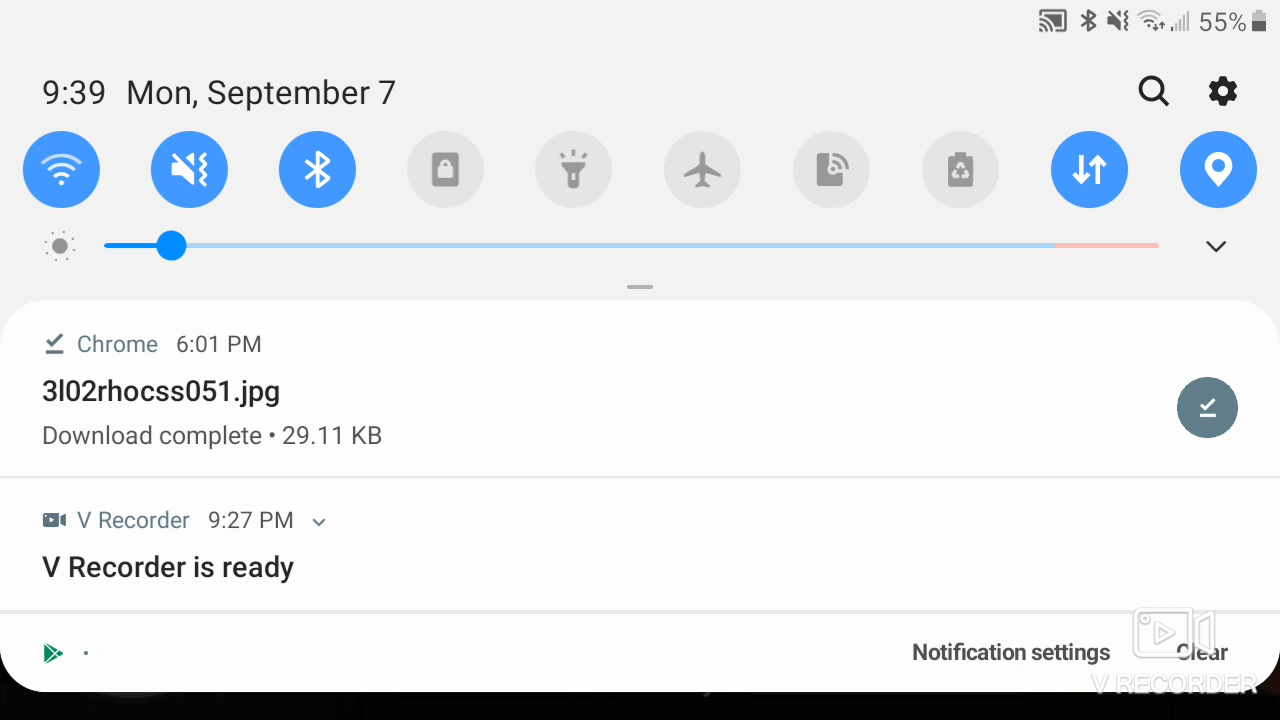 55%
9:39 Mon, September 7
Chrome 6:01 PM
3l02rhocss051.jpg
Download complete • 29.11 KB
V Recorder 9:27 PM
V Recorder is ready
Notification settings Clear
V RECORDER